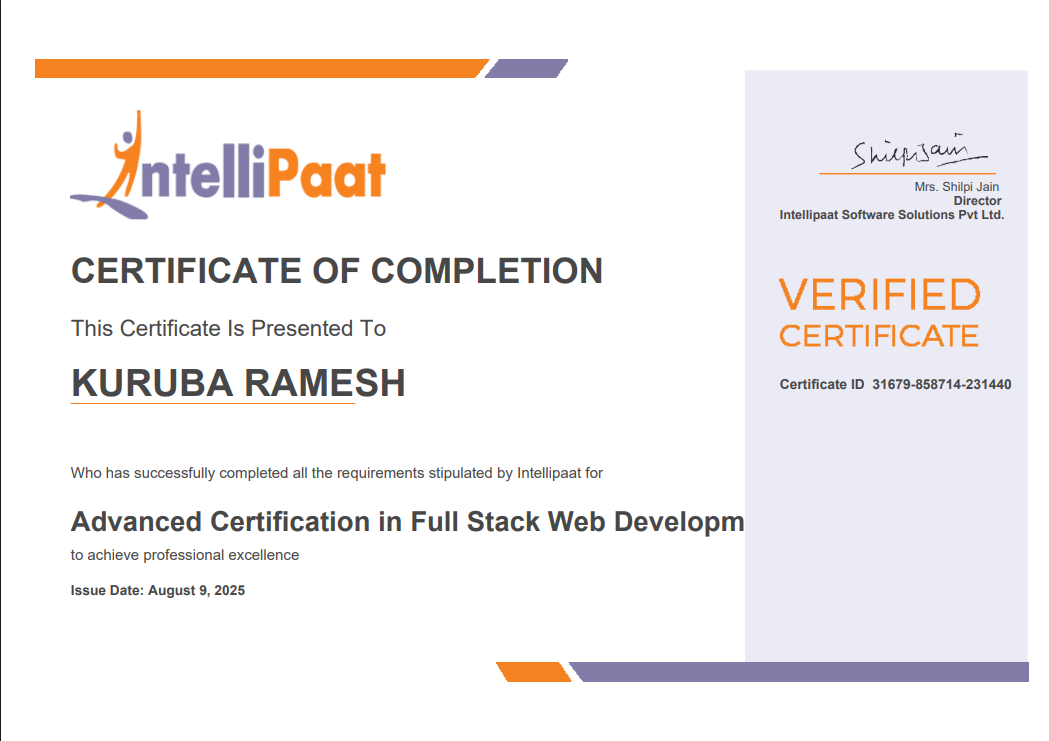 IntelliPaat
CERTIFICATE OF COMPLETION
This Certificate Is Presented To
KURUBA RAMESH
Who has successfully completed all the requirements stipulated by Intellipaat for
Advanced Certification in Full Stack Web Developm
to achieve professional excellence
Issue Date: August 9, 2025
Shilpi Jain
Mrs. Shilpi Jain
Director
Intellipaat Software Solutions Pvt Ltd.
VERIFIED
CERTIFICATE
Certificate ID 31679-858714-231440